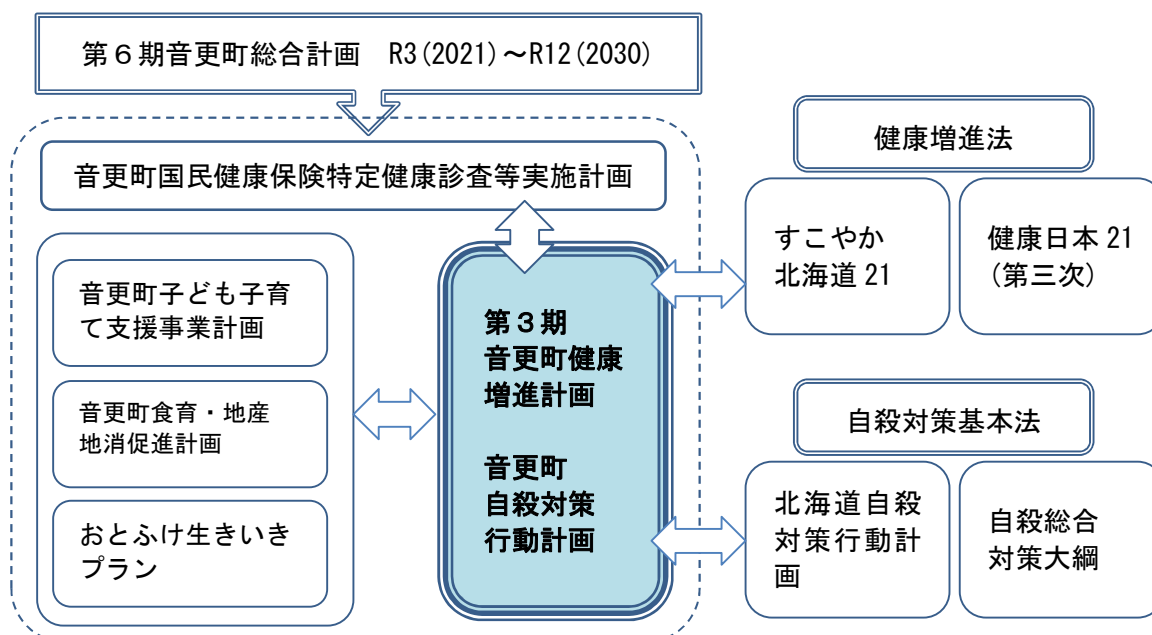 第６期音更町総合計画　R3(2021)～R12(2030)
音更町国民健康保険特定健康診査等実施計画
音更町子ども子育
て支援事業計画
音更町食育・地産
地消促進計画
おとふけ生きいき
プラン
第３期
音更町健康
増進計画
音更町
自殺対策
行動計画
健康増進法
すこやか
北海道21
健康日本21
(第三次)
自殺対策基本法
北海道自殺
対策行動計
画
自殺総合
対策大綱